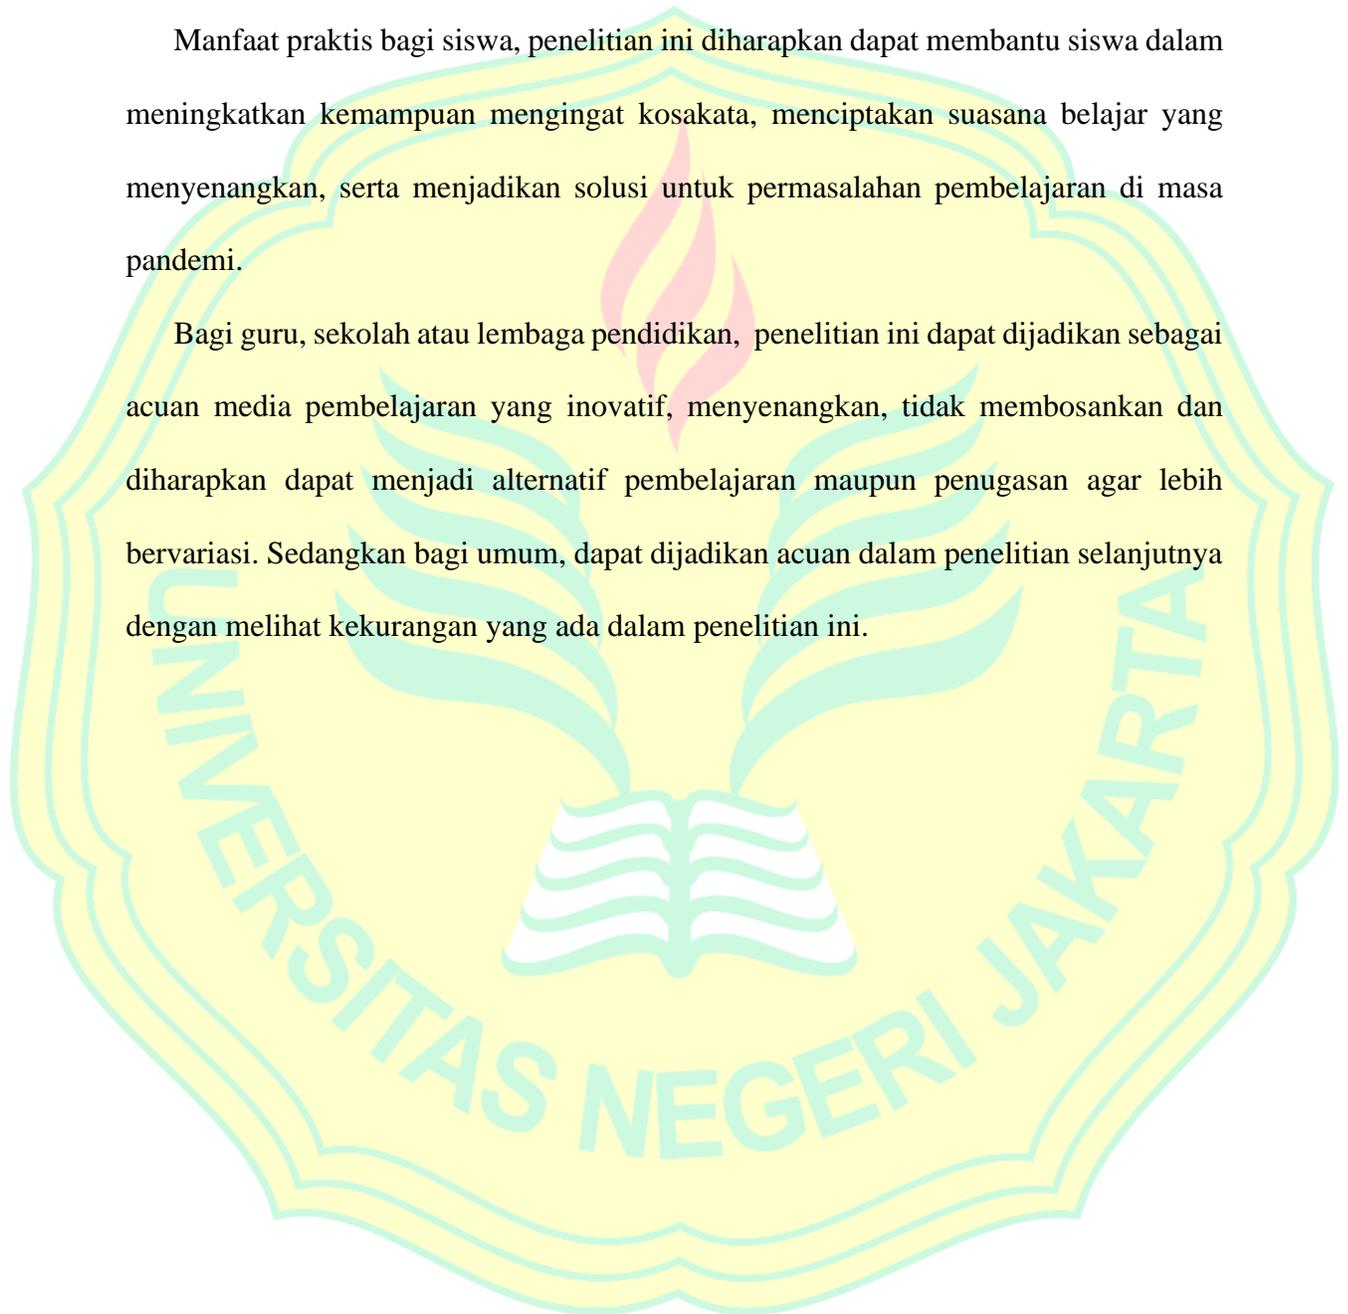 Manfaat praktis bagi siswa, penelitian ini diharapkan dapat membantu siswa dalam
meningkatkan kemampuan mengingat kosakata, menciptakan suasana belajar yang
menyenangkan, serta menjadikan solusi untuk permasalahan pembelajaran di masa
pandemi.
Bagi guru, sekolah atau lembaga pendidikan, penelitian ini dapat dijadikan sebagai
acuan media pembelajaran yang inovatif, menyenangkan, tidak membosankan dan
diharapkan dapat menjadi alternatif pembelajaran maupun penugasan agar lebih
bervariasi. Sedangkan bagi umum, dapat dijadikan acuan dalam penelitian selanjutnya
dengan melihat kekurangan yang ada dalam penelitian ini.
UNIVERSITAS NEGERI JAKARTA